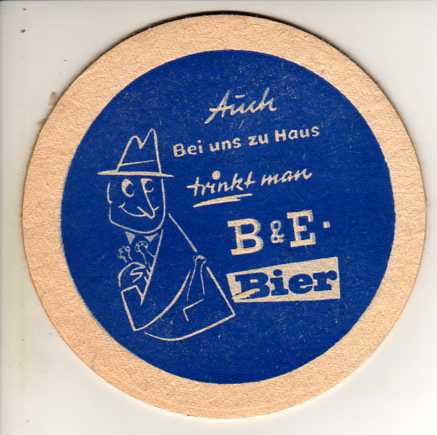 Auch
Bei uns zu Haus
trinkt man
B & E.
Bier